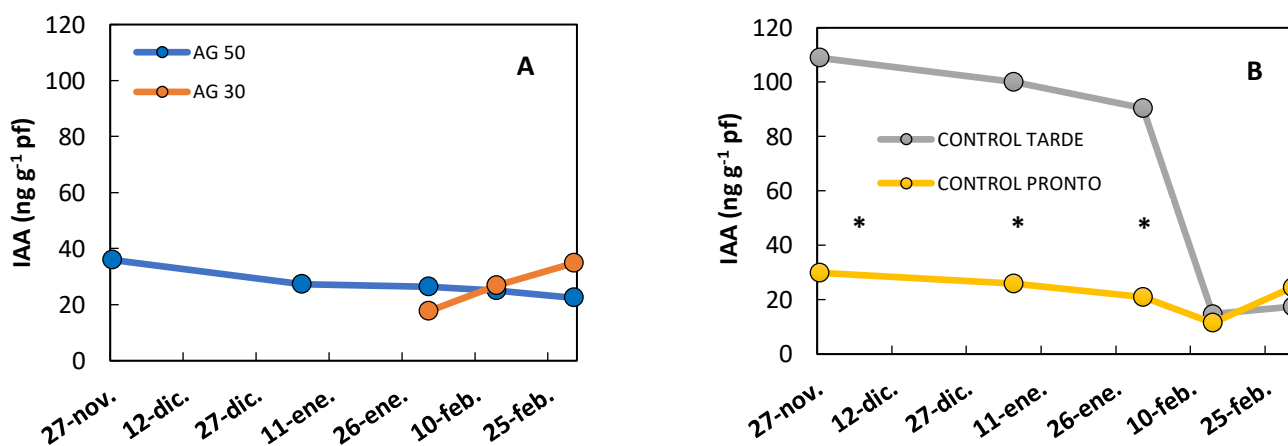 120
100
80
60
40
20
0
IAA (ng g⁻¹ pf)
AG 50
AG 30
A
27-nov.
12-dic.
27-dic.
11-ene.
26-ene.
10-feb.
25-feb.
120
100
80
60
40
20
0
IAA (ng g⁻¹ pf)
B
CONTROL TARDE
CONTROL PRONTO
* * *
27-nov.
12-dic.
27-dic.
11-ene.
26-ene.
10-feb.
25-feb.